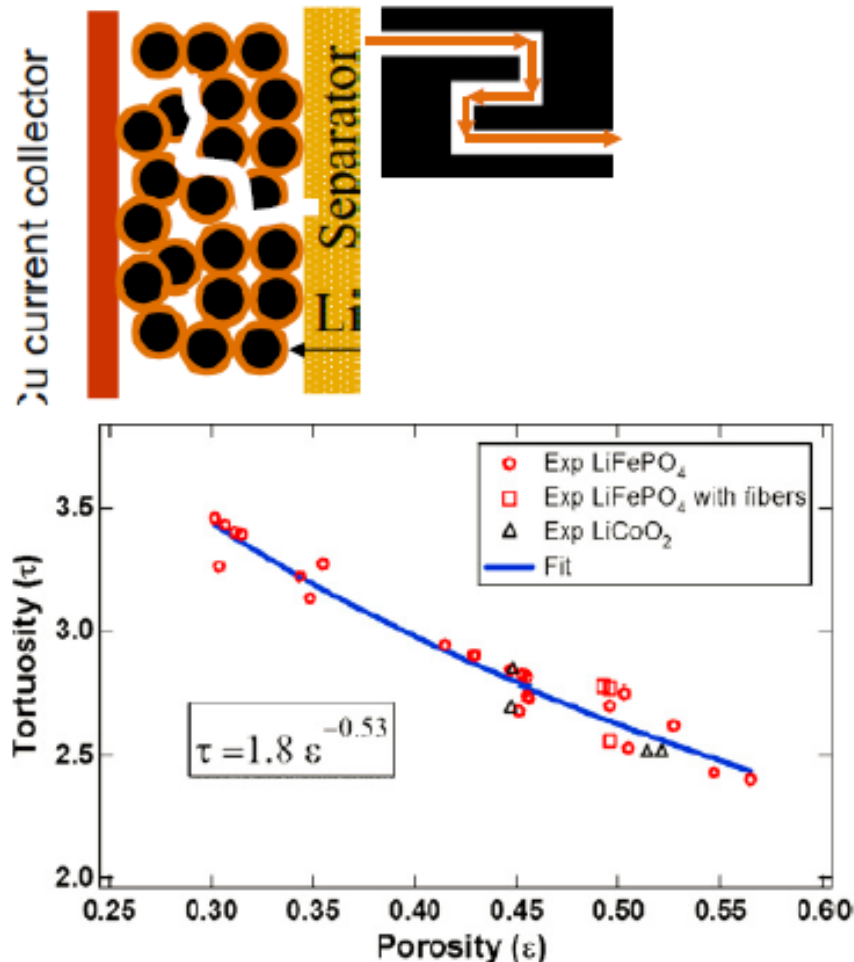 Cu current collector
Separator
Li
Exp LiFePO₄
Exp LiFePO₄ with fibers
Exp LiCoO₂
Fit
τ = 1.8 ε^−0.53
Tortuosity (τ)
3.5
3.0
2.5
2.0
0.25 0.30 0.35 0.40 0.45 0.50 0.55 0.60
Porosity (ε)